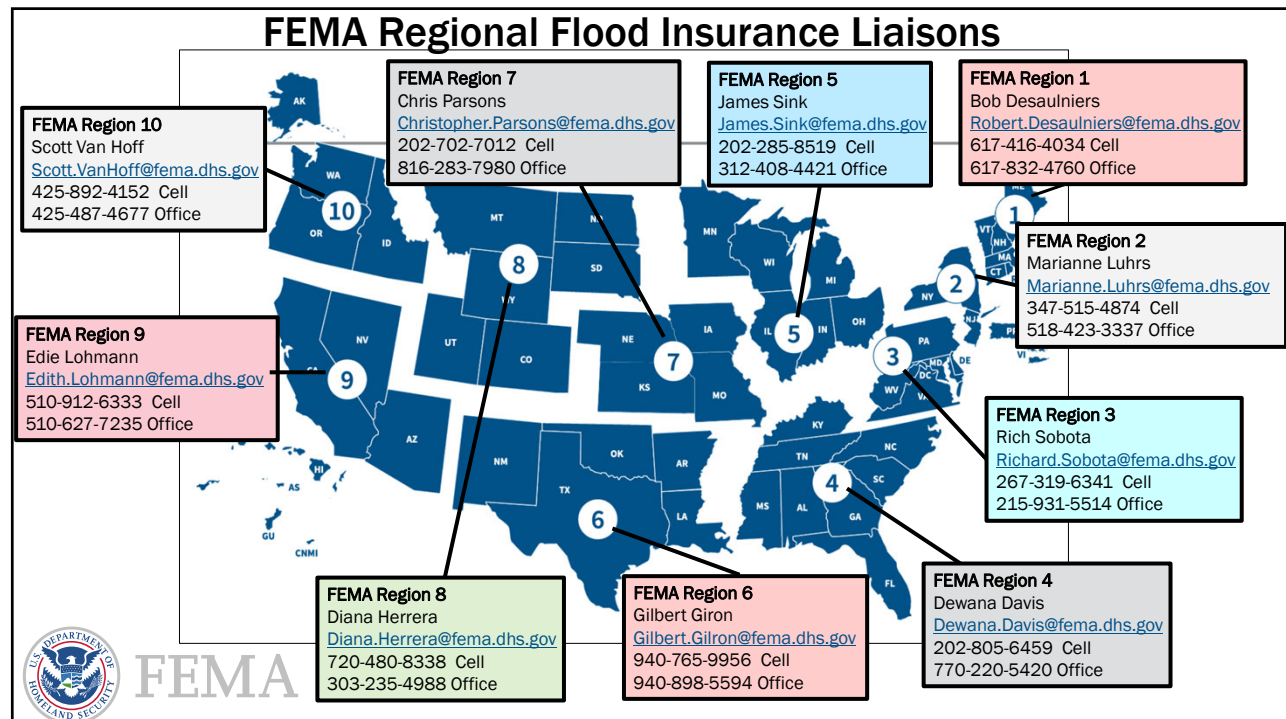 FEMA Regional Flood Insurance Liaisons
FEMA Region 7
Chris Parsons
Christopher.Parsons@fema.dhs.gov
202-702-7012 Cell
816-283-7980 Office
FEMA Region 5
James Sink
James.Sink@fema.dhs.gov
202-285-8519 Cell
312-408-4421 Office
FEMA Region 1
Bob Desaulniers
Robert.Desaulniers@fema.dhs.gov
617-416-4034 Cell
617-832-4760 Office
FEMA Region 10
Scott Van Hoff
Scott.VanHoff@fema.dhs.gov
425-892-4152 Cell
425-487-4677 Office
FEMA Region 2
Marianne Luhrs
Marianne.Luhrs@fema.dhs.gov
347-515-4874 Cell
518-423-3337 Office
FEMA Region 9
Edie Lohmann
Edith.Lohmann@fema.dhs.gov
510-912-6333 Cell
510-627-7235 Office
FEMA Region 3
Rich Sobota
Richard.Sobota@fema.dhs.gov
267-319-6341 Cell
215-931-5514 Office
FEMA Region 8
Diana Herrera
Diana.Herrera@fema.dhs.gov
720-480-8338 Cell
303-235-4988 Office
FEMA Region 6
Gilbert Giron
Gilbert.Gilron@fema.dhs.gov
940-765-9956 Cell
940-898-5594 Office
FEMA Region 4
Dewana Davis
Dewana.Davis@fema.dhs.gov
202-805-6459 Cell
770-220-5420 Office
AK
WA
10
OR
ID
MT
ND
8
SD
WY
MN
WI
MI
ME
1
VT
NH
MA
CT
2
NY
NJ
PR
VI
NV
CA
9
UT
CO
AZ
NE
IA
7
KS
MO
IL
5
IN
OH
PA
3
MD
DE
DC
WV
VA
KY
NC
TN
SC
4
MS
AL
GA
FL
NM
OK
TX
AR
6
LA
HI
AS
GU
CNMI
U.S. DEPARTMENT OF
HOMELAND SECURITY
FEMA